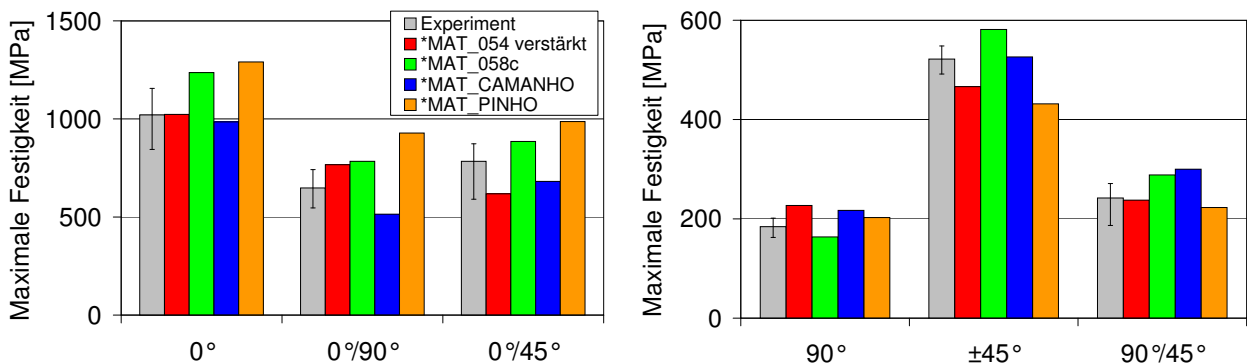 Maximale Festigkeit [MPa]
1500
1000
500
0
Experiment
*MAT_054 verstärkt
*MAT_058c
*MAT_CAMANHO
*MAT_PINHO
0°
0°/90°
0°/45°
Maximale Festigkeit [MPa]
600
400
200
0
90°
±45°
90°/45°